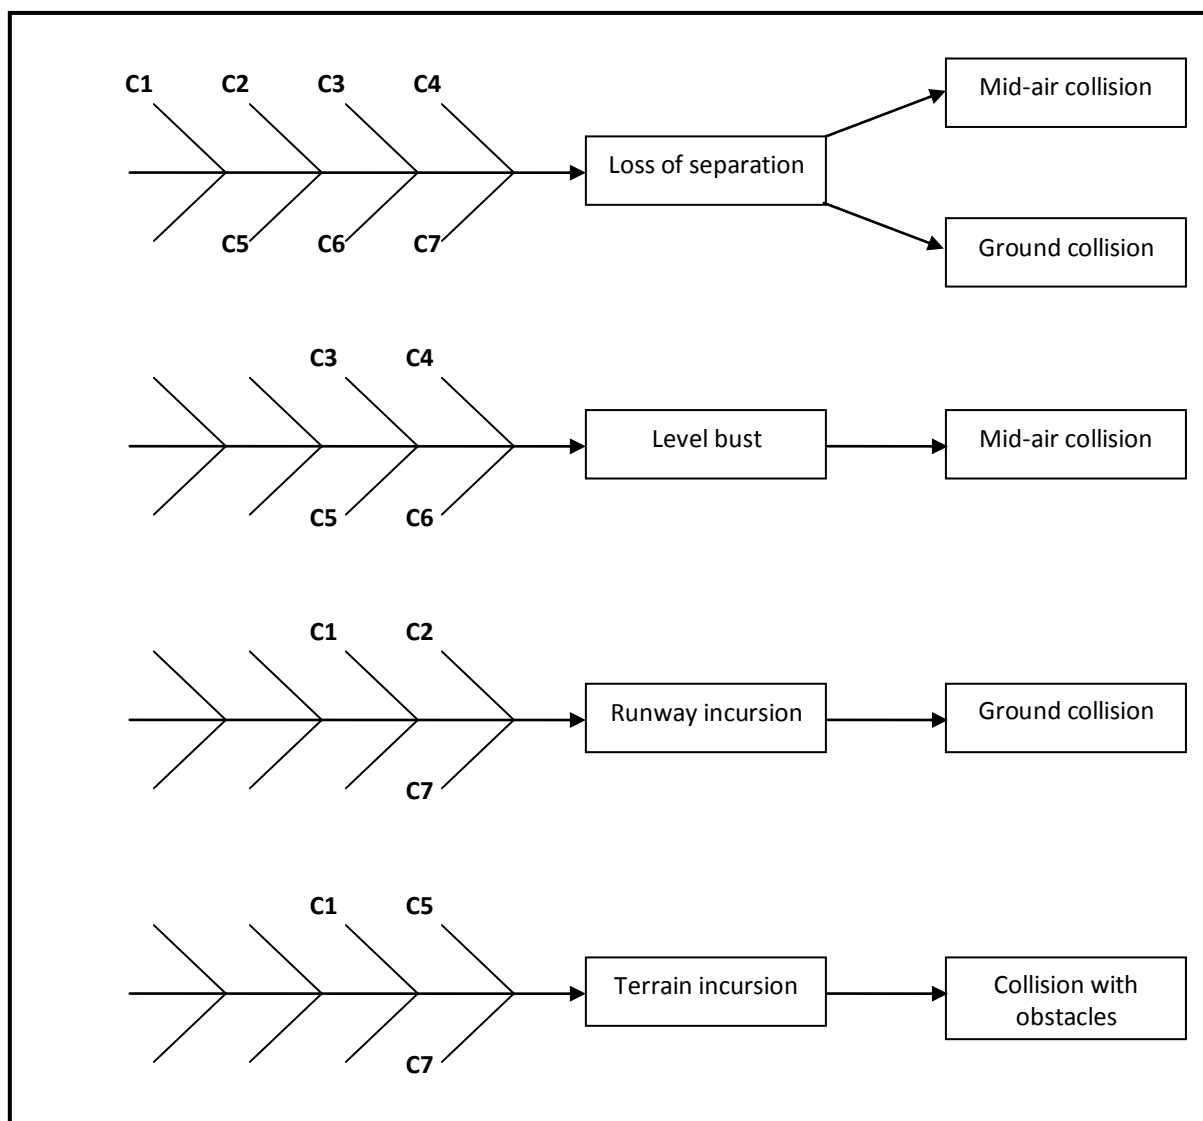 C1 C2 C3 C4
Mid-air collision
Loss of separation
C5 C6 C7
Ground collision
C3 C4
Level bust
Mid-air collision
C5 C6
C1 C2
Runway incursion
Ground collision
C7
C1 C5
Terrain incursion
Collision with
obstacles
C7